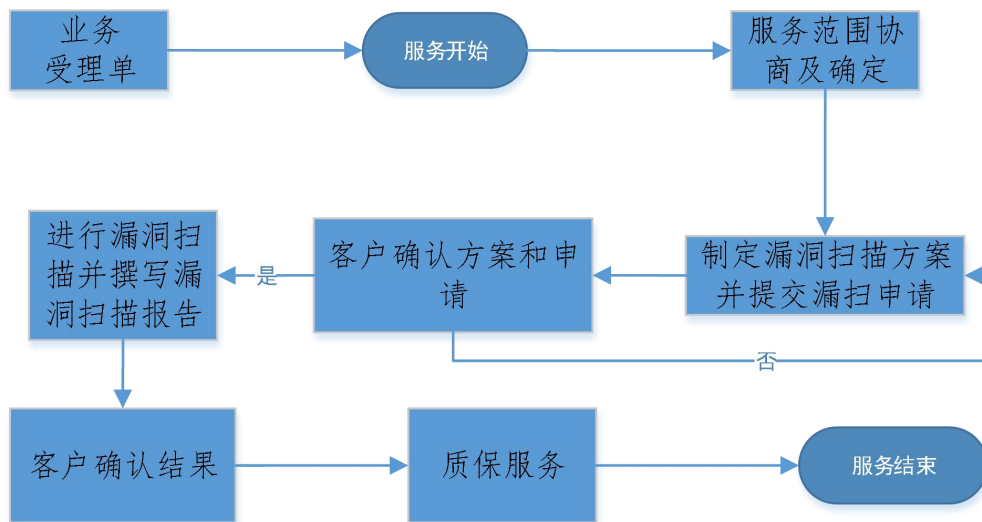 业务
受理单
服务开始
服务范围协
商及确定
进行漏洞扫
描并撰写漏
洞扫描报告
是
客户确认方案和申
请
制定漏洞扫描方案
并提交漏扫申请
否
客户确认结果
质保服务
服务结束